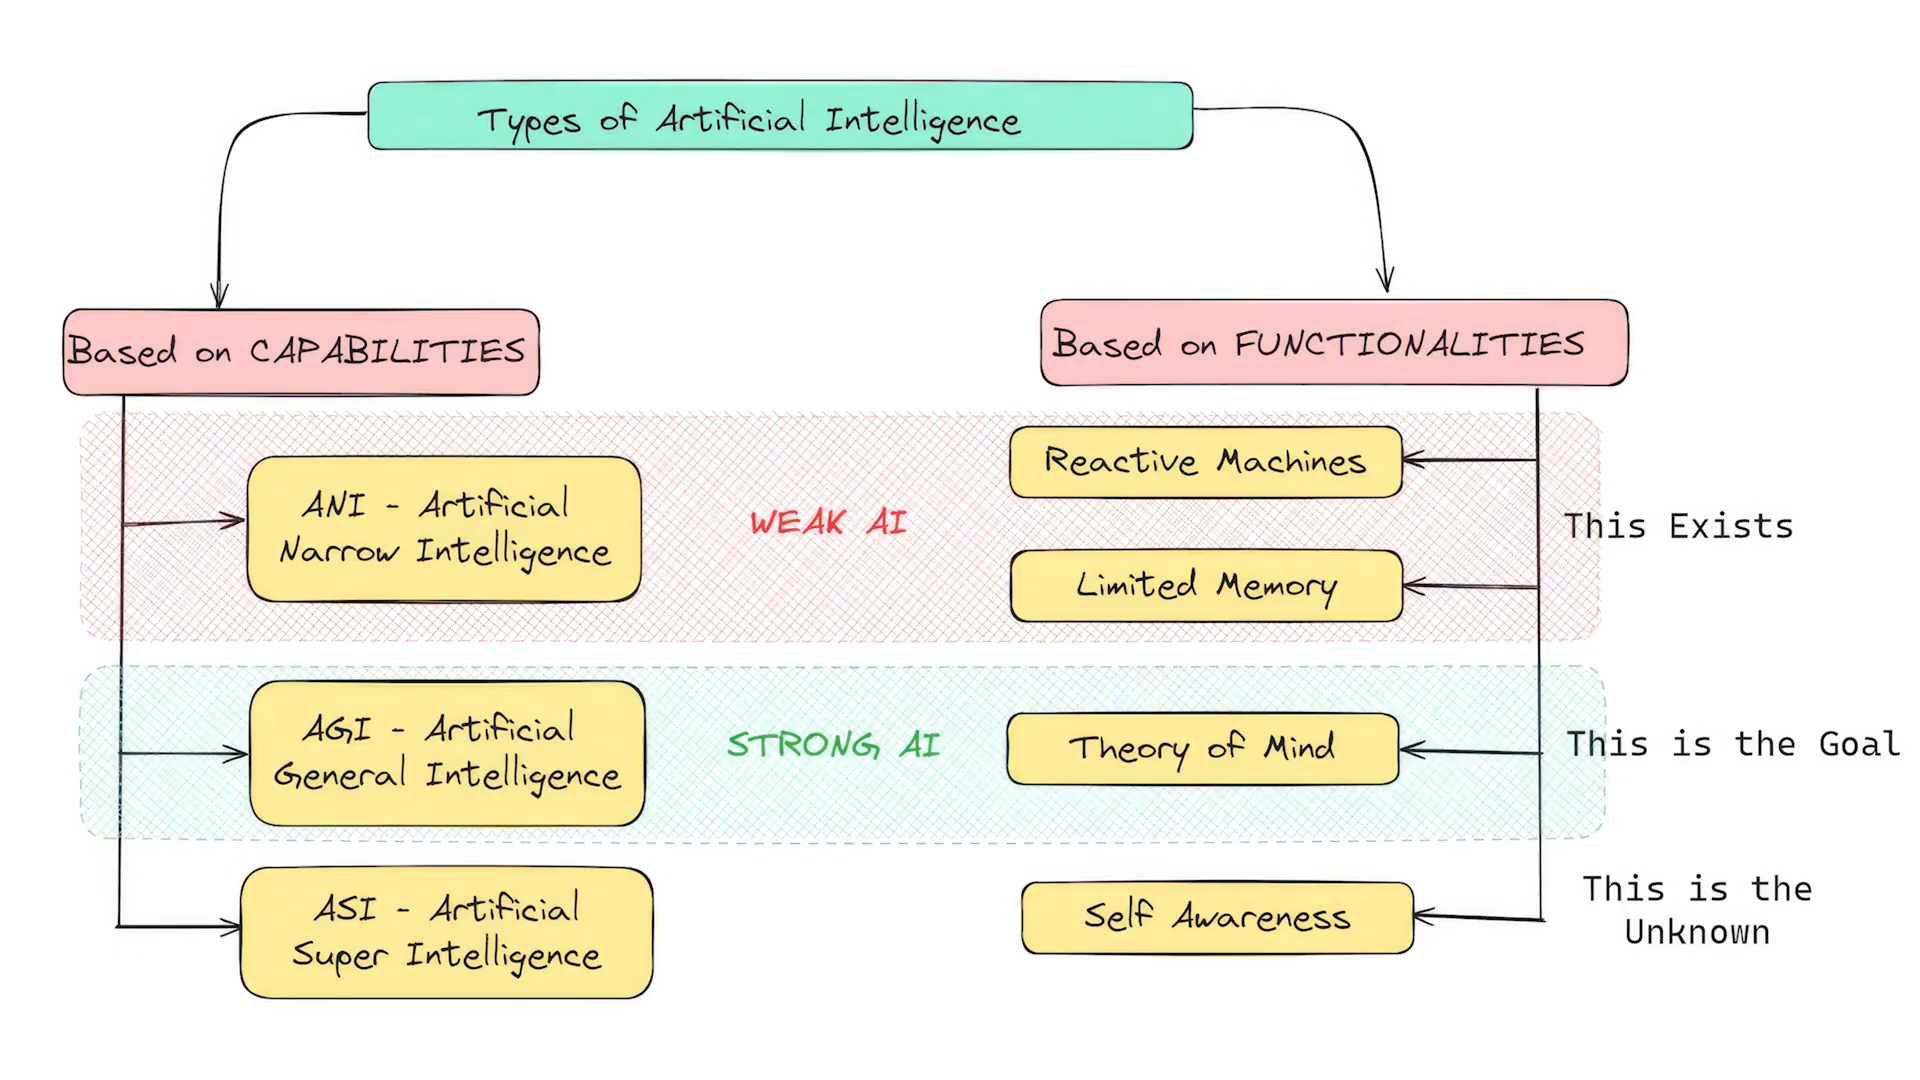 Types of Artificial Intelligence
Based on CAPABILITIES
Based on FUNCTIONALITIES
ANI - Artificial
Narrow Intelligence
WEAK AI
Reactive Machines
Limited Memory
This Exists
AGI - Artificial
General Intelligence
STRONG AI
Theory of Mind
This is the Goal
ASI - Artificial
Super Intelligence
Self Awareness
This is the
Unknown